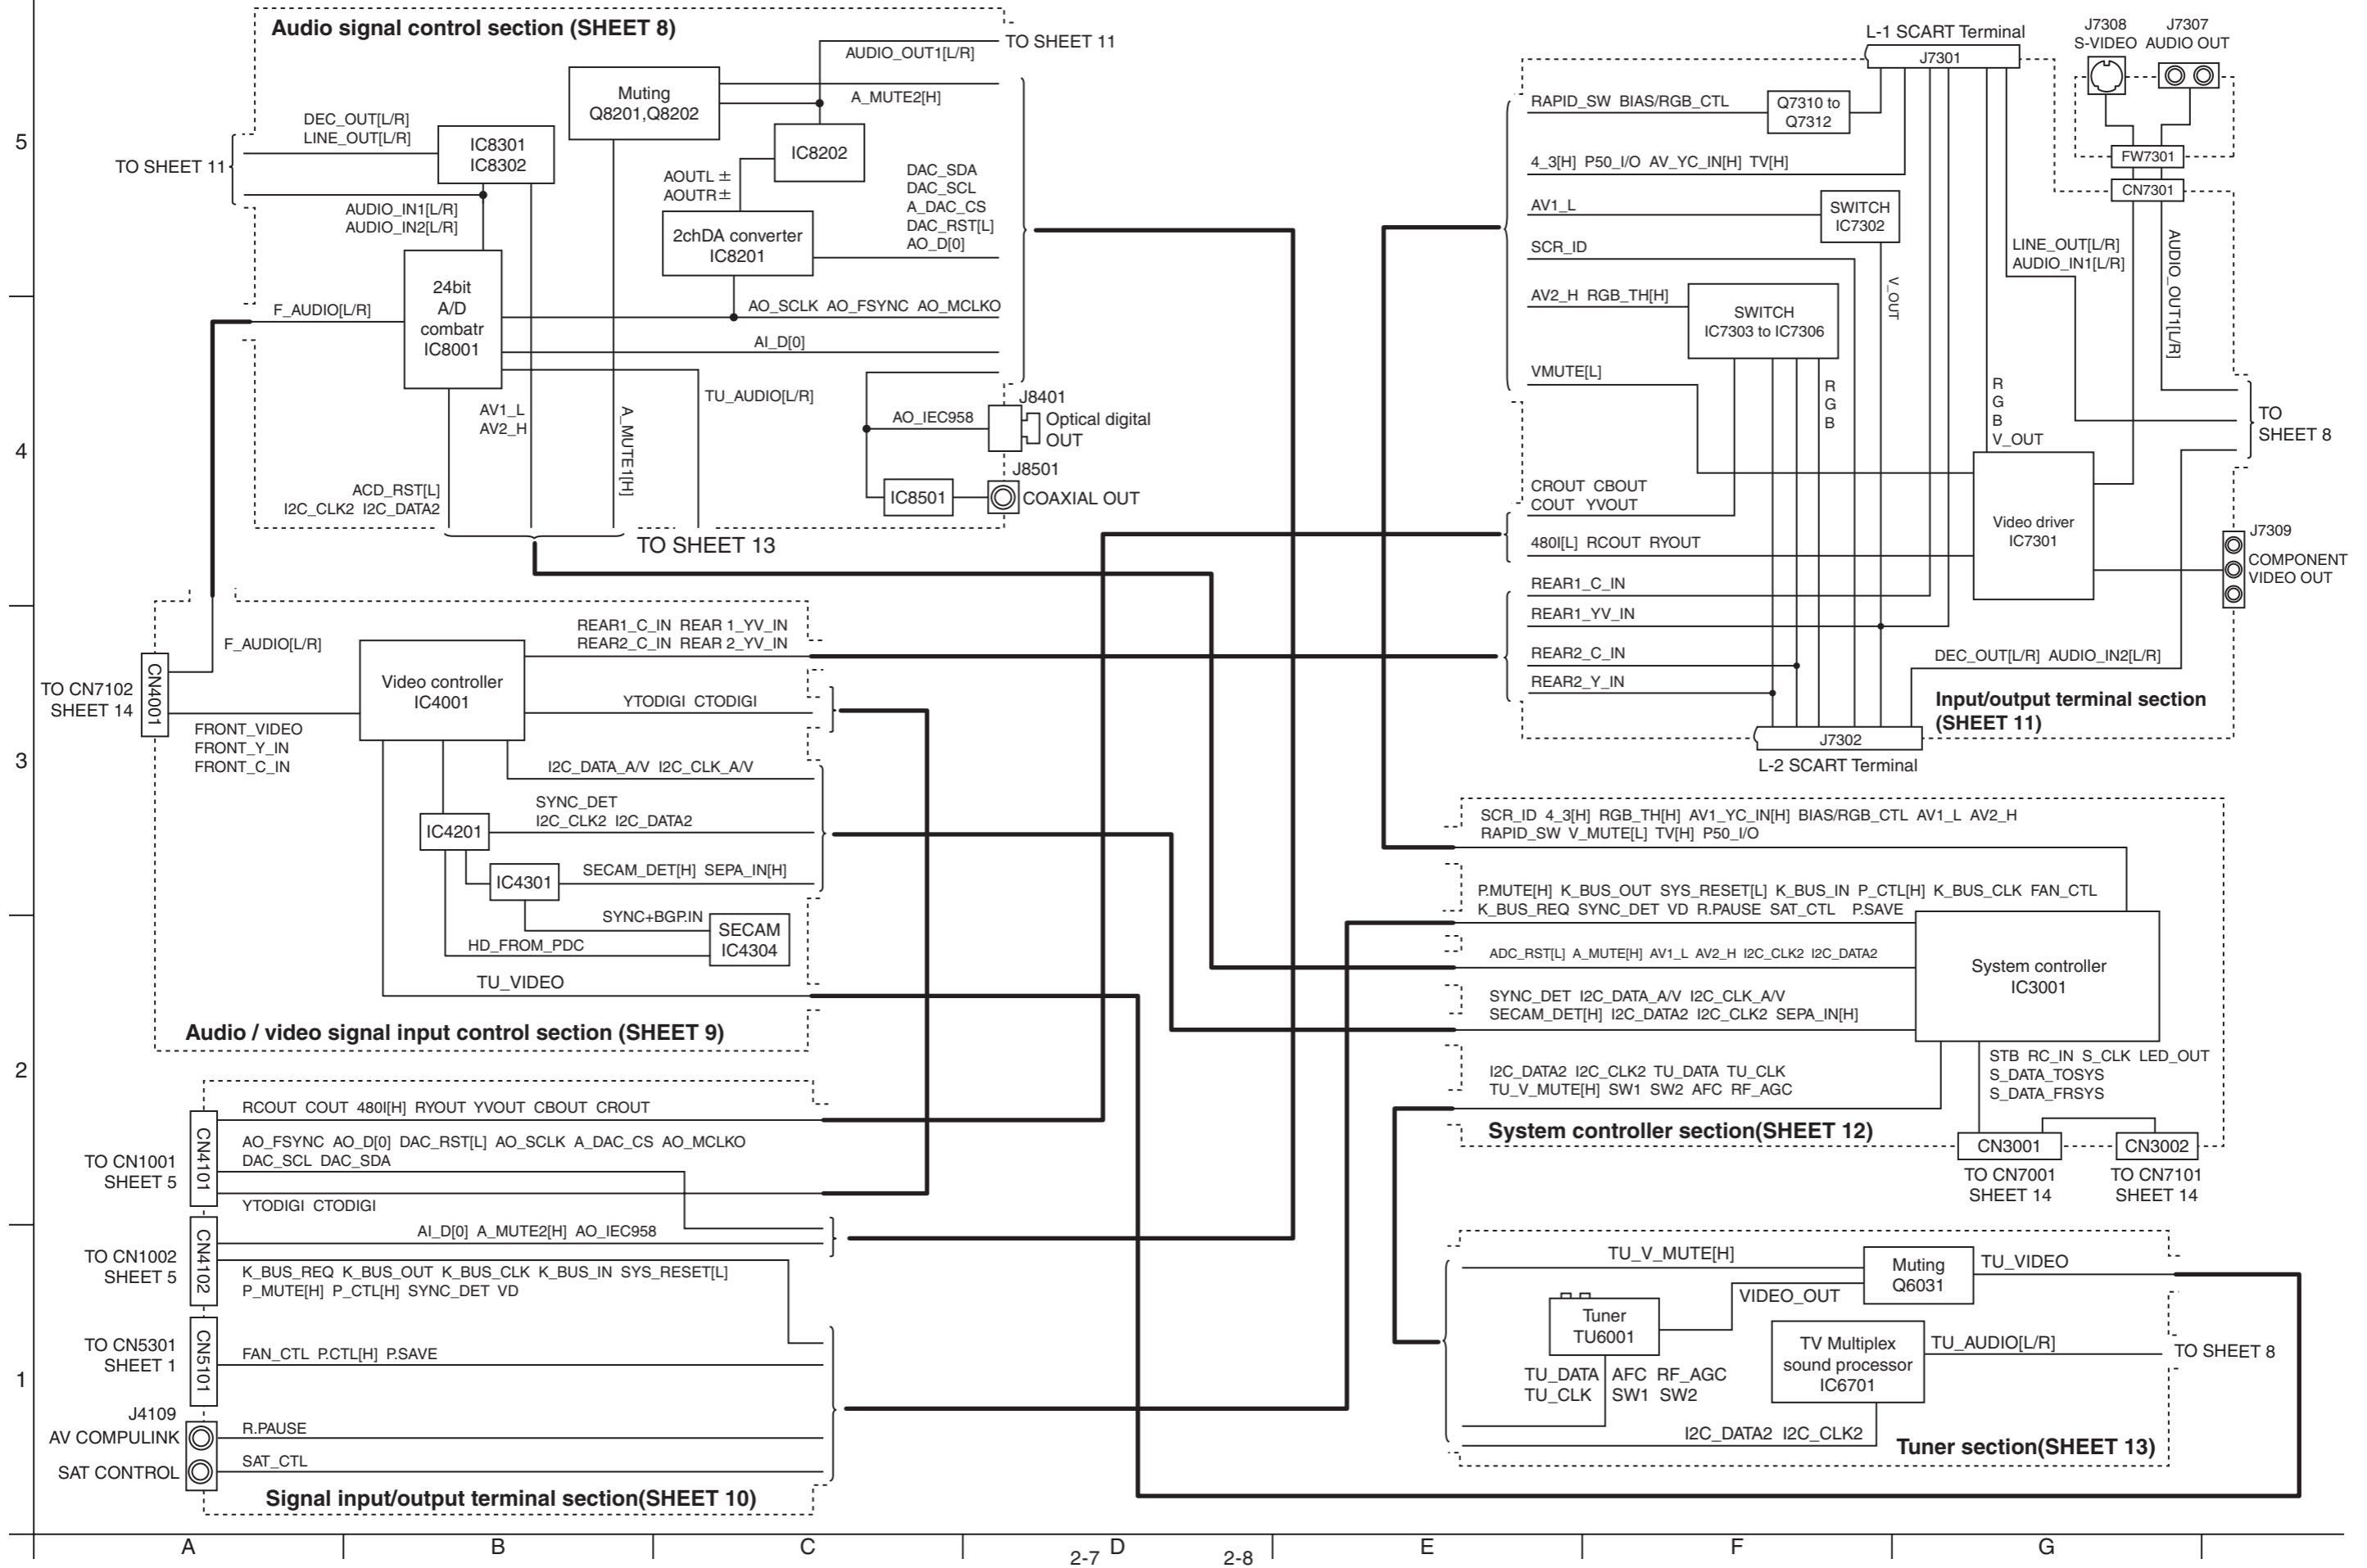 Audio signal control section (SHEET 8)
TO SHEET 11
AUDIO_OUT1[L/R]
Muting
Q8201,Q8202
A_MUTE2[H]
DEC_OUT[L/R]
LINE_OUT[L/R]
IC8301
IC8302
TO SHEET 11
IC8202
AOUTL ±
AOUTR±
DAC_SDA
DAC_SCL
A_DAC_CS
DAC_RST[L]
AO_D[0]
AUDIO_IN1[L/R]
AUDIO_IN2[L/R]
2chDA converter
IC8201
24bit
A/D
combatr
IC8001
F_AUDIO[L/R]
AO_SCLK AO_FSYNC AO_MCLKO
AI_D[0]
TU_AUDIO[L/R]
AV1_L
AV2_H
A_MUTE1[H]
J8401
AO_IEC958
Optical digital
OUT
J8501
IC8501
COAXIAL OUT
ACD_RST[L]
I2C_CLK2 I2C_DATA2
TO SHEET 13
L-1 SCART Terminal
J7301
J7308
S-VIDEO
J7307
AUDIO OUT
RAPID_SW BIAS/RGB_CTL
Q7310 to
Q7312
4_3[H] P50_I/O AV_YC_IN[H] TV[H]
FW7301
CN7301
AV1_L
SWITCH
IC7302
SCR_ID
LINE_OUT[L/R]
AUDIO_IN1[L/R]
AUDIO_OUT1[L/R]
V_OUT
AV2_H RGB_TH[H]
SWITCH
IC7303 to IC7306
VMUTE[L]
R
G
B
R
G
B
V_OUT
TO
SHEET 8
CROUT CBOUT
COUT YVOUT
480I[L] RCOUT RYOUT
Video driver
IC7301
J7309
COMPONENT
VIDEO OUT
REAR1_C_IN
REAR1_YV_IN
REAR2_C_IN
REAR2_Y_IN
DEC_OUT[L/R] AUDIO_IN2[L/R]
Input/output terminal section
(SHEET 11)
J7302
L-2 SCART Terminal
F_AUDIO[L/R]
CN4001
TO CN7102
SHEET 14
Video controller
IC4001
REAR1_C_IN REAR 1_YV_IN
REAR2_C_IN REAR 2_YV_IN
YTODIGI CTODIGI
FRONT_VIDEO
FRONT_Y_IN
FRONT_C_IN
I2C_DATA_A/V I2C_CLK_A/V
SYNC_DET
I2C_CLK2 I2C_DATA2
IC4201
IC4301
SECAM_DET[H] SEPA_IN[H]
SYNC+BGP.IN
HD_FROM_PDC
SECAM
IC4304
TU_VIDEO
Audio / video signal input control section (SHEET 9)
SCR_ID 4_3[H] RGB_TH[H] AV1_YC_IN[H] BIAS/RGB_CTL AV1_L AV2_H
RAPID_SW V_MUTE[L] TV[H] P50_I/O
P.MUTE[H] K_BUS_OUT SYS_RESET[L] K_BUS_IN P_CTL[H] K_BUS_CLK FAN_CTL
K_BUS_REQ SYNC_DET VD R.PAUSE SAT_CTL P.SAVE
ADC_RST[L] A_MUTE[H] AV1_L AV2_H I2C_CLK2 I2C_DATA2
System controller
IC3001
SYNC_DET I2C_DATA_A/V I2C_CLK_A/V
SECAM_DET[H] I2C_DATA2 I2C_CLK2 SEPA_IN[H]
STB RC_IN S_CLK LED_OUT
S_DATA_TOSYS
S_DATA_FRSYS
I2C_DATA2 I2C_CLK2 TU_DATA TU_CLK
TU_V_MUTE[H] SW1 SW2 AFC RF_AGC
System controller section(SHEET 12)
CN3001
CN3002
TO CN7001
SHEET 14
TO CN7101
SHEET 14
RCOUT COUT 480I[H] RYOUT YVOUT CBOUT CROUT
AO_FSYNC AO_D[0] DAC_RST[L] AO_SCLK A_DAC_CS AO_MCLKO
DAC_SCL DAC_SDA
CN4101
TO CN1001
SHEET 5
YTODIGI CTODIGI
AI_D[0] A_MUTE2[H] AO_IEC958
CN4102
TO CN1002
SHEET 5
K_BUS_REQ K_BUS_OUT K_BUS_CLK K_BUS_IN SYS_RESET[L]
P_MUTE[H] P_CTL[H] SYNC_DET VD
CN5101
TO CN5301
SHEET 1
FAN_CTL P.CTL[H] P.SAVE
J4109
AV COMPULINK
R.PAUSE
SAT CONTROL
SAT_CTL
Signal input/output terminal section(SHEET 10)
TU_V_MUTE[H]
Muting
Q6031
TU_VIDEO
VIDEO_OUT
Tuner
TU6001
TV Multiplex
sound processor
IC6701
TU_AUDIO[L/R]
TO SHEET 8
TU_DATA
TU_CLK
AFC RF_AGC
SW1 SW2
I2C_DATA2 I2C_CLK2
Tuner section(SHEET 13)
5
4
3
2
1
A
B
C
D
E
F
G
2-7
2-8